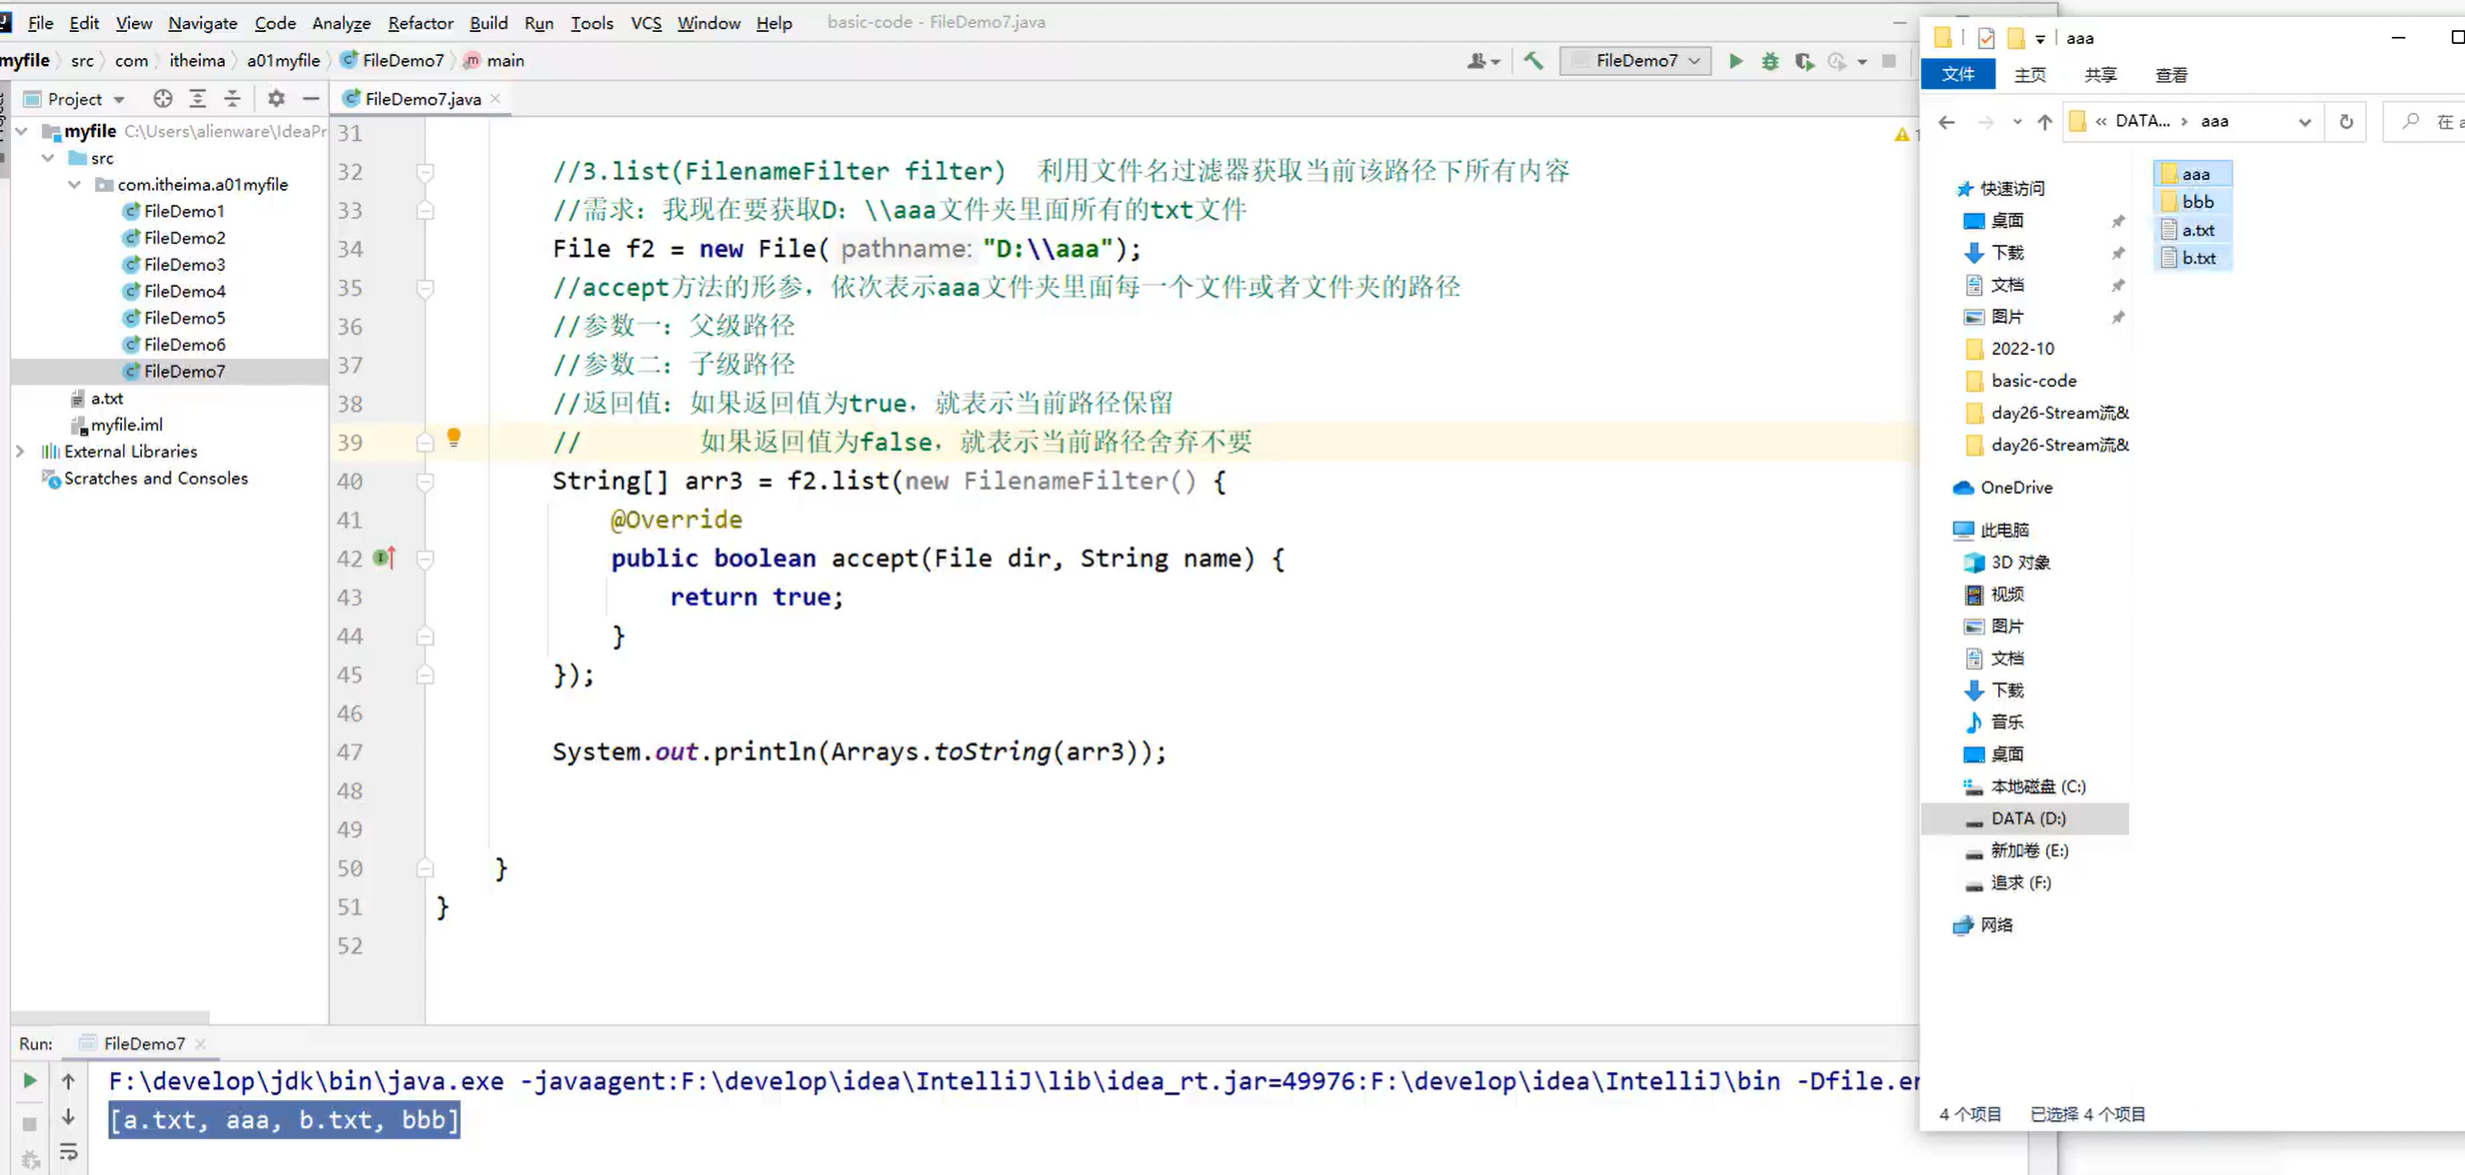 File Edit View Navigate Code Analyze Refactor Build Run Tools VCS Window Help basic-code - FileDemo7.java
myfile src com itheima a01myfile FileDemo7 main FileDemo7
Project
FileDemo7.java
myfile C:\Users\alienware\IdeaPr
src
com.itheima.a01myfile
FileDemo1
FileDemo2
FileDemo3
FileDemo4
FileDemo5
FileDemo6
FileDemo7
a.txt
myfile.iml
External Libraries
Scratches and Consoles
31
32 //3.list(FilenameFilter filter) 利用文件名过滤器获取当前该路径下所有内容
33 //需求：我现在要获取D：\\aaa文件夹里面所有的txt文件
34 File f2 = new File( pathname: "D:\\aaa");
35 //accept方法的形参，依次表示aaa文件夹里面每一个文件或者文件夹的路径
36 //参数一：父级路径
37 //参数二：子级路径
38 //返回值：如果返回值为true，就表示当前路径保留
39 // 如果返回值为false，就表示当前路径舍弃不要
40 String[] arr3 = f2.list(new FilenameFilter() {
41 @Override
42 public boolean accept(File dir, String name) {
43 return true;
44 }
45 });
46
47 System.out.println(Arrays.toString(arr3));
48
49
50 }
51 }
52
Run: FileDemo7
F:\develop\jdk\bin\java.exe -javaagent:F:\develop\idea\IntelliJ\lib\idea_rt.jar=49976:F:\develop\idea\IntelliJ\bin -Dfile.en
[a.txt, aaa, b.txt, bbb]
aaa
文件 主页 共享 查看
« DATA... › aaa
在 a
快速访问
桌面
下载
文档
图片
2022-10
basic-code
day26-Stream流&
day26-Stream流&
OneDrive
此电脑
3D 对象
视频
图片
文档
下载
音乐
桌面
本地磁盘 (C:)
DATA (D:)
新加卷 (E:)
追求 (F:)
网络
aaa
bbb
a.txt
b.txt
4 个项目 已选择 4 个项目